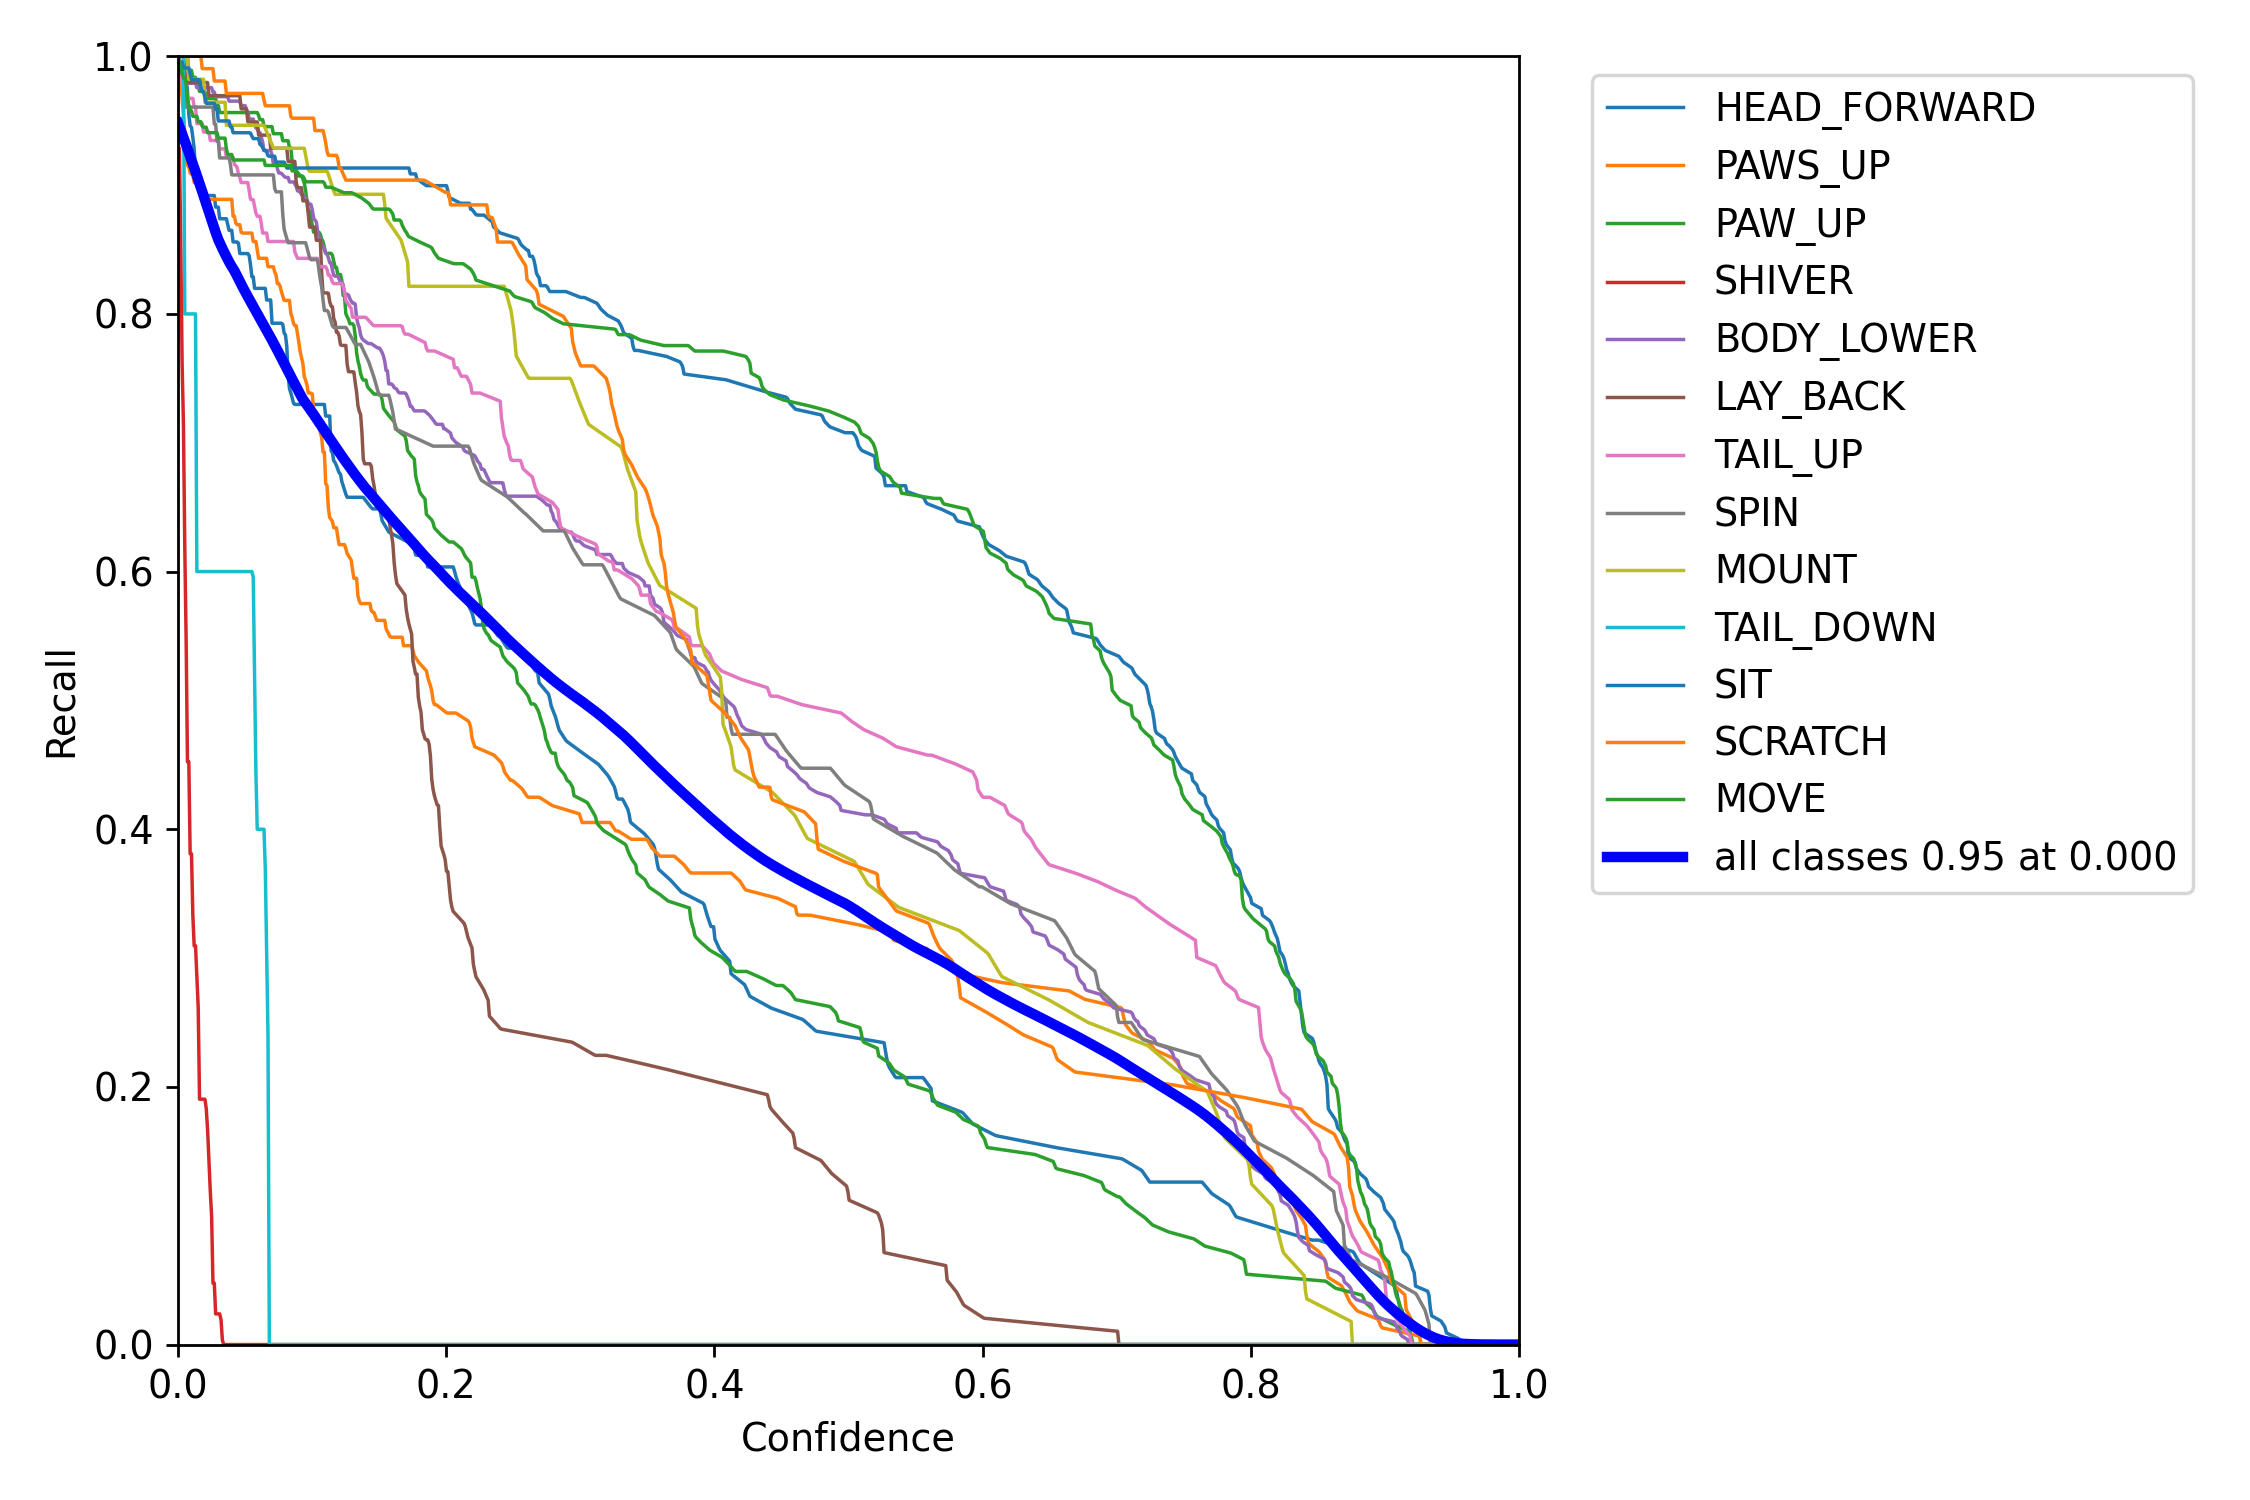 1.0
0.8
0.6
0.4
0.2
0.0
0.0 0.2 0.4 0.6 0.8 1.0
Recall
Confidence
HEAD_FORWARD
PAWS_UP
PAW_UP
SHIVER
BODY_LOWER
LAY_BACK
TAIL_UP
SPIN
MOUNT
TAIL_DOWN
SIT
SCRATCH
MOVE
all classes 0.95 at 0.000